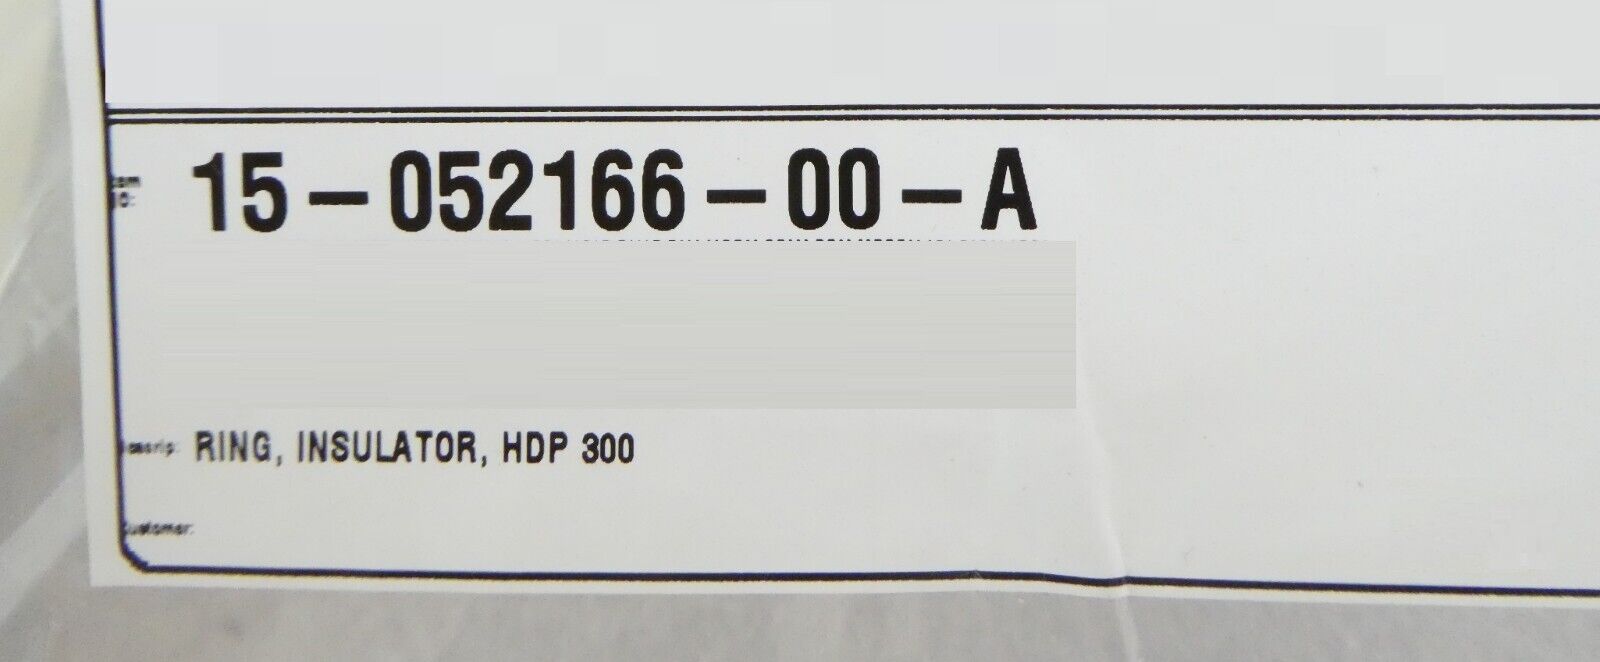 15-052166-00-A
RING, INSULATOR, HDP 300
Customer: